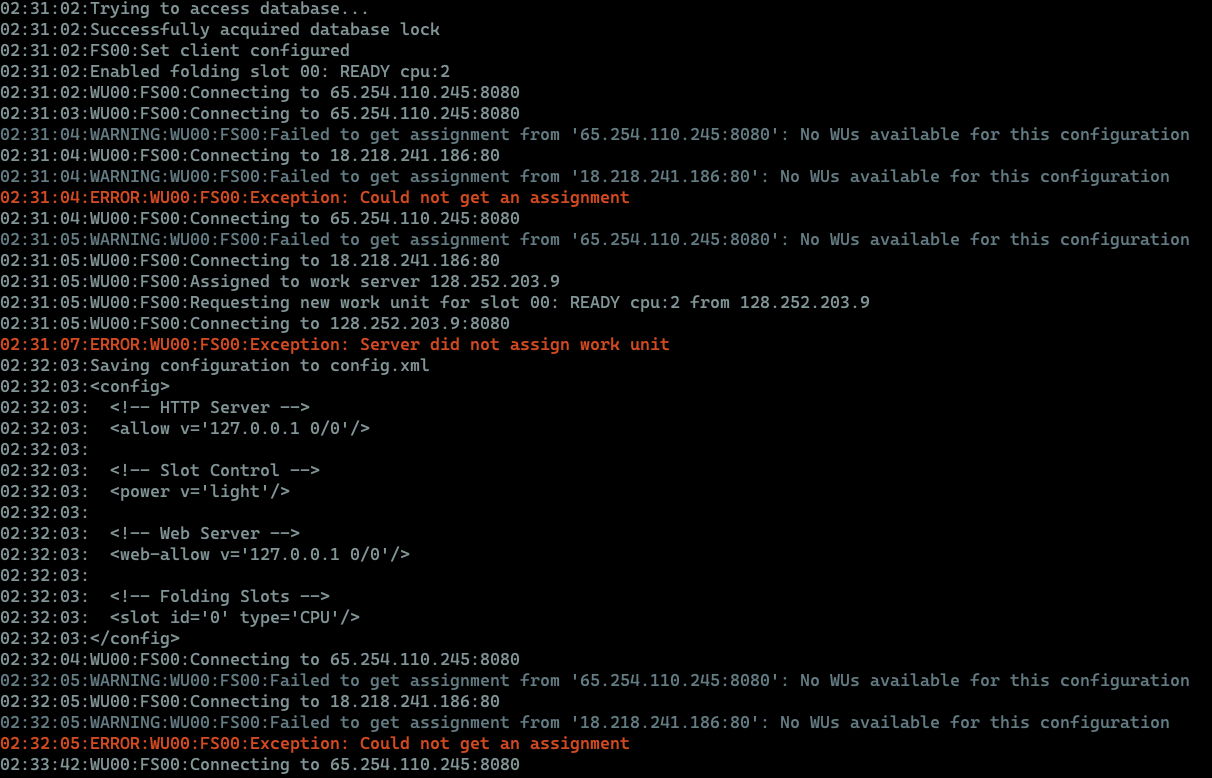 02:31:02:Trying to access database...
02:31:02:Successfully acquired database lock
02:31:02:FS00:Set client configured
02:31:02:Enabled folding slot 00: READY cpu:2
02:31:02:WU00:FS00:Connecting to 65.254.110.245:8080
02:31:03:WU00:FS00:Connecting to 65.254.110.245:8080
02:31:04:WARNING:WU00:FS00:Failed to get assignment from '65.254.110.245:8080': No WUs available for this configuration
02:31:04:WU00:FS00:Connecting to 18.218.241.186:80
02:31:04:WARNING:WU00:FS00:Failed to get assignment from '18.218.241.186:80': No WUs available for this configuration
02:31:04:ERROR:WU00:FS00:Exception: Could not get an assignment
02:31:04:WU00:FS00:Connecting to 65.254.110.245:8080
02:31:05:WARNING:WU00:FS00:Failed to get assignment from '65.254.110.245:8080': No WUs available for this configuration
02:31:05:WU00:FS00:Connecting to 18.218.241.186:80
02:31:05:WU00:FS00:Assigned to work server 128.252.203.9
02:31:05:WU00:FS00:Requesting new work unit for slot 00: READY cpu:2 from 128.252.203.9
02:31:05:WU00:FS00:Connecting to 128.252.203.9:8080
02:31:07:ERROR:WU00:FS00:Exception: Server did not assign work unit
02:32:03:Saving configuration to config.xml
02:32:03:<config>
02:32:03:  <!-- HTTP Server -->
02:32:03:  <allow v='127.0.0.1 0/0'/>
02:32:03:
02:32:03:  <!-- Slot Control -->
02:32:03:  <power v='light'/>
02:32:03:
02:32:03:  <!-- Web Server -->
02:32:03:  <web-allow v='127.0.0.1 0/0'/>
02:32:03:
02:32:03:  <!-- Folding Slots -->
02:32:03:  <slot id='0' type='CPU'/>
02:32:03:</config>
02:32:04:WU00:FS00:Connecting to 65.254.110.245:8080
02:32:05:WARNING:WU00:FS00:Failed to get assignment from '65.254.110.245:8080': No WUs available for this configuration
02:32:05:WU00:FS00:Connecting to 18.218.241.186:80
02:32:05:WARNING:WU00:FS00:Failed to get assignment from '18.218.241.186:80': No WUs available for this configuration
02:32:05:ERROR:WU00:FS00:Exception: Could not get an assignment
02:33:42:WU00:FS00:Connecting to 65.254.110.245:8080